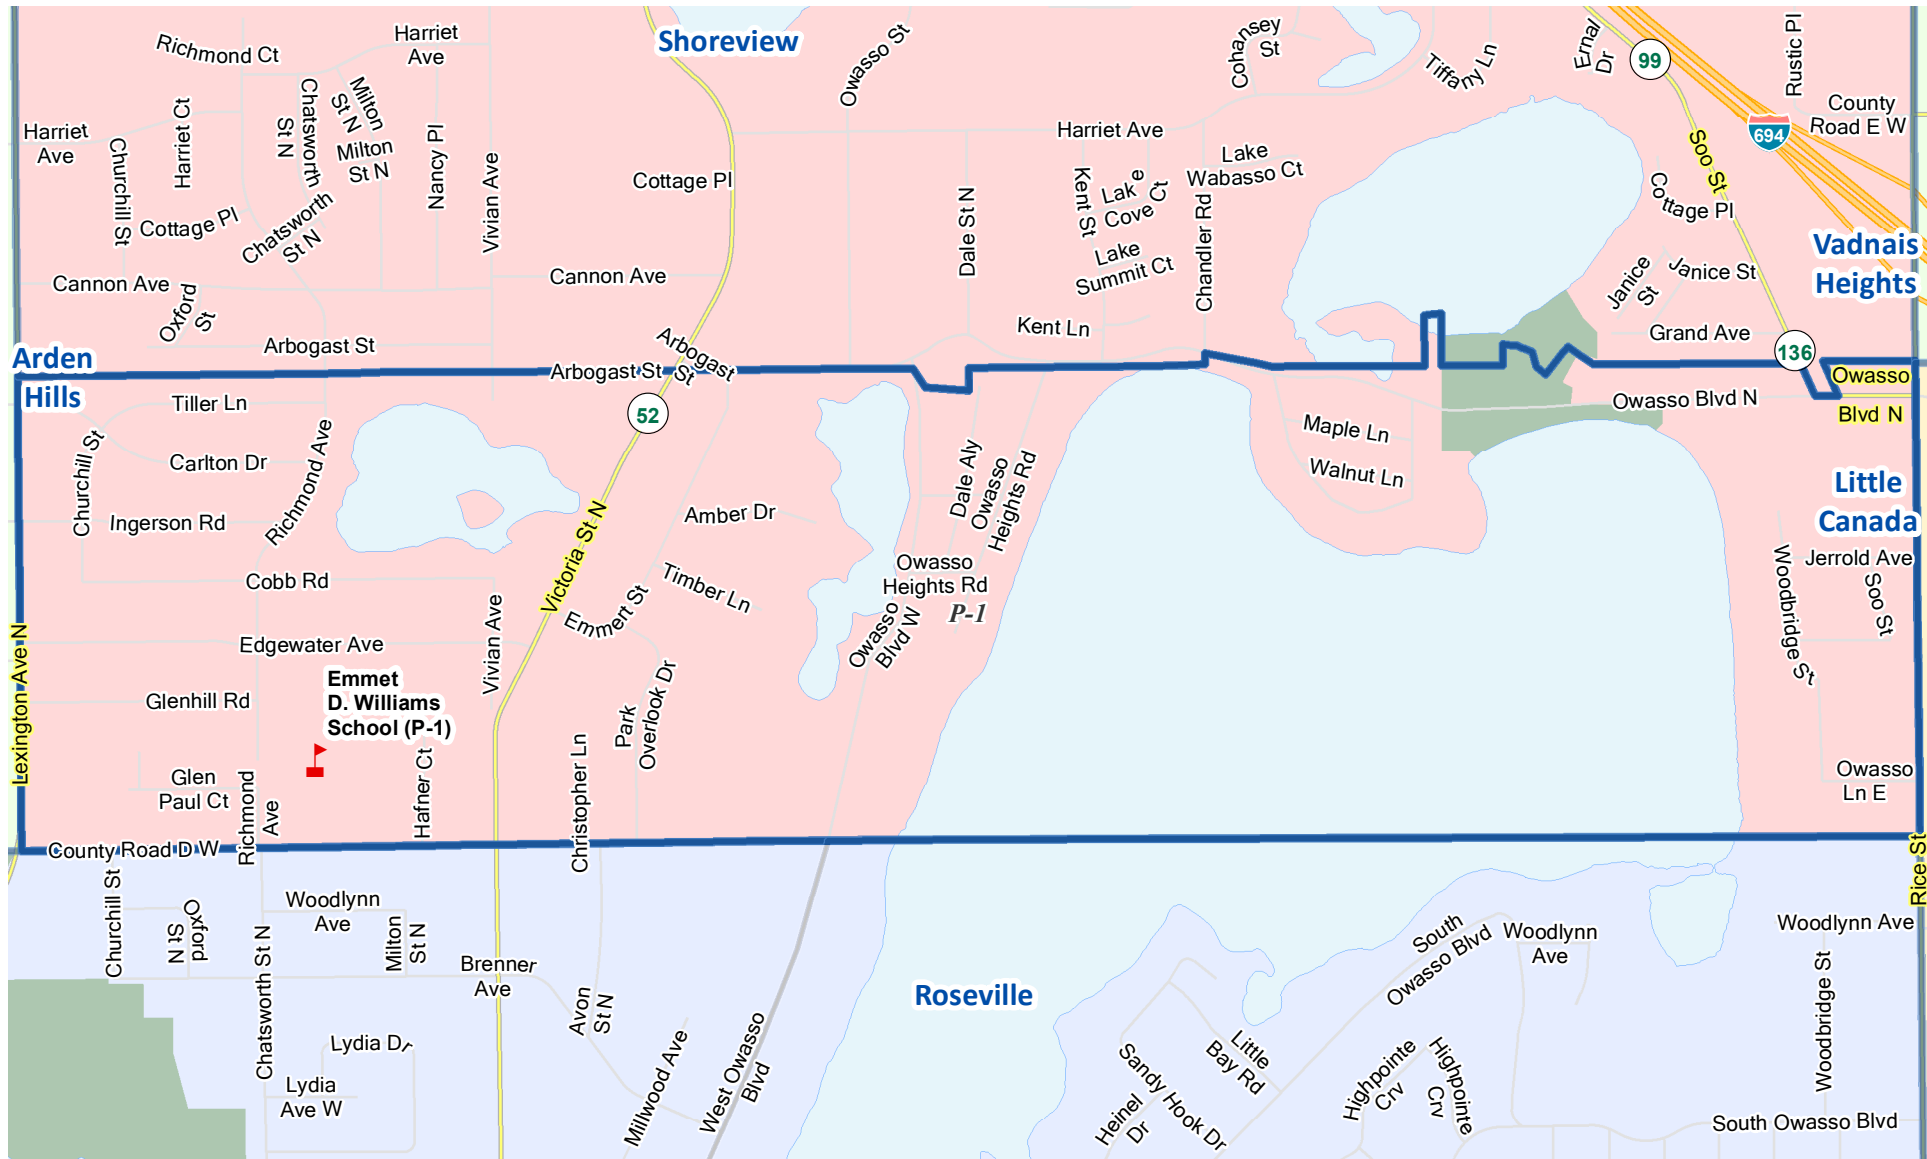 Richmond Ct
Harriet
Ave
Shoreview
Owasso St
Cohansey
St
Tiffany Ln
Ernal
Dr
99
Rustic Pl
County
Road E W
694
Harriet
Ave
Churchill St
Harriet Ct
Chatsworth
St N
Milton
St N
Milton
St N
Nancy Pl
Vivian Ave
Cottage Pl
Harriet Ave
Dale St N
Kent St
Lake
Cove Ct
Lake
Wabasso Ct
Chandler Rd
Lake
Summit Ct
Soo St
Cottage Pl
Vadnais
Heights
Cottage Pl
Chatsworth
St N
Cannon Ave
Oxford
St
Cannon Ave
Janice
St
Janice St
Arbogast St
Arbogast
St
Kent Ln
Grand Ave
136
Arden
Hills
Arbogast St
Owasso
Blvd N
Tiller Ln
52
Owasso Blvd N
Maple Ln
Walnut Ln
Churchill St
Carlton Dr
Richmond Ave
Dale Aly
Owasso
Heights Rd
Little
Canada
Ingerson Rd
Amber Dr
Victoria St N
Cobb Rd
Timber Ln
Owasso
Heights Rd
P-1
Owasso
Blvd W
Jerrold Ave
Woodbridge St
Soo St
Emmert St
Vivian Ave
Edgewater Ave
Lexington Ave N
Emmet
D. Williams
School (P-1)
Glenhill Rd
Park
Overlook Dr
Christopher Ln
Hafner Ct
Glen
Paul Ct
Richmond
Ave
Owasso
Ln E
County Road D W
Rice St
Churchill St
Oxford
St N
Woodlynn
Ave
Milton
St N
Chatsworth St N
Brenner
Ave
Avon
St N
Roseville
South
Owasso Blvd
Woodlynn
Ave
Woodlynn Ave
Woodbridge St
Lydia Dr
Lydia
Ave W
Millwood Ave
West Owasso
Blvd
Little
Bay Rd
Sandy Hook Dr
Heinel
Dr
Highpointe
Crv
Highpointe
Crv
South Owasso Blvd